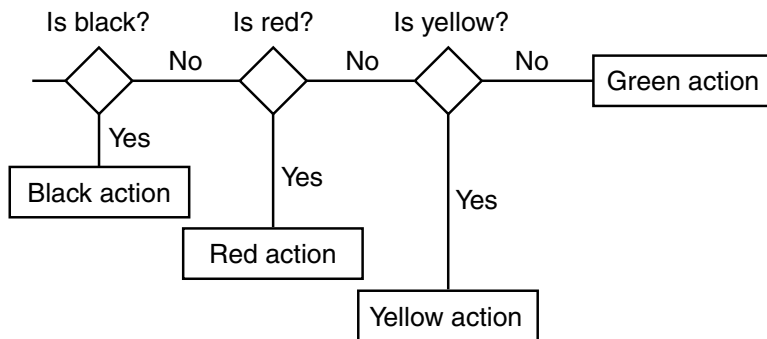 Is black?
Is red?
Is yellow?
No
No
No
Green action
Yes
Black action
Yes
Red action
Yes
Yellow action